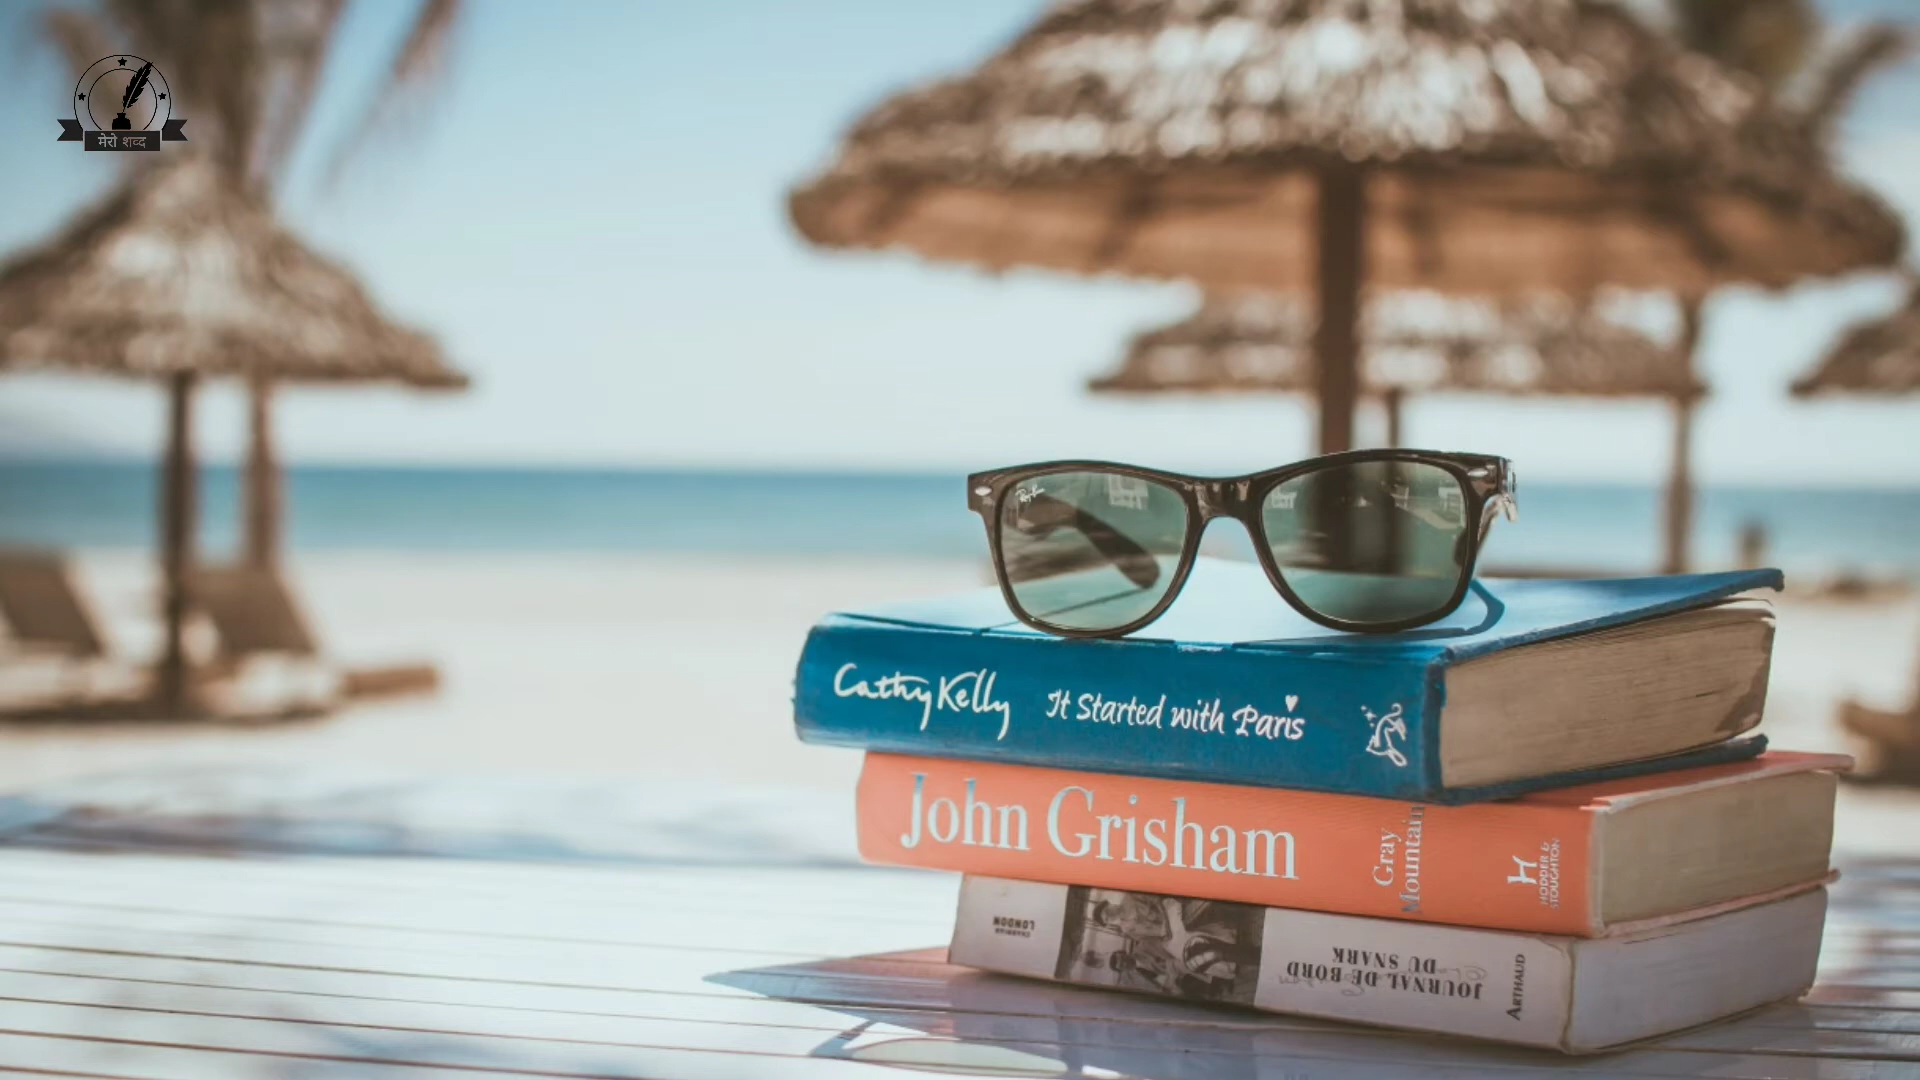 मेरो शब्द
Ray-Ban
Cathy Kelly It Started with Paris
John Grisham
Gray
Mountain
HODDER &
STOUGHTON
CHARMIAN
LONDON
JOURNAL DE BORD
DU SNARK
ARTHAUD